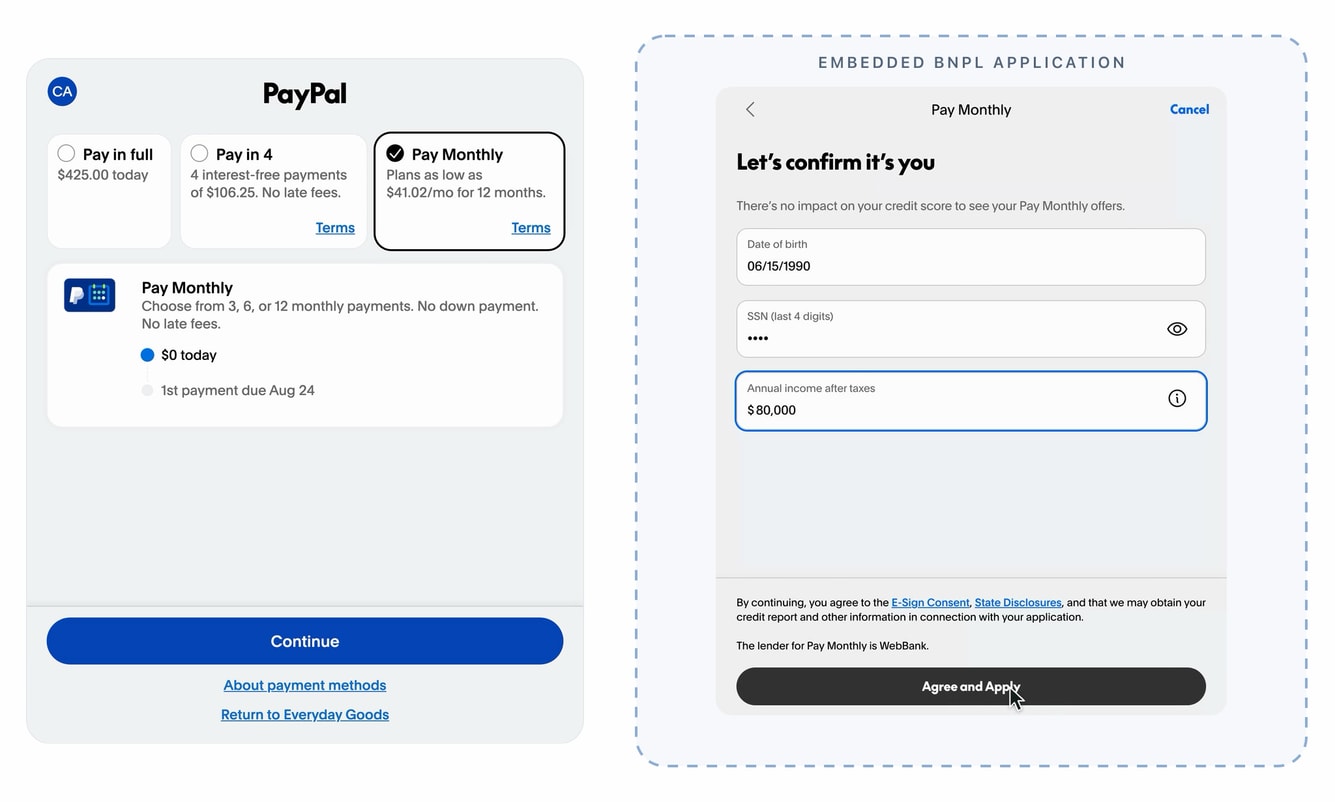 CA
PayPal
Pay in full
$425.00 today
Pay in 4
4 interest-free payments
of $106.25. No late fees.
Terms
Pay Monthly
Plans as low as
$41.02/mo for 12 months.
Terms
Pay Monthly
Choose from 3, 6, or 12 monthly payments. No down payment.
No late fees.
$0 today
1st payment due Aug 24
Continue
About payment methods
Return to Everyday Goods
EMBEDDED BNPL APPLICATION
Pay Monthly
Cancel
Let’s confirm it’s you
There’s no impact on your credit score to see your Pay Monthly offers.
Date of birth
06/15/1990
SSN (last 4 digits)
••••
Annual income after taxes
$80,000
By continuing, you agree to the E-Sign Consent, State Disclosures, and that we may obtain your
credit report and other information in connection with your application.
The lender for Pay Monthly is WebBank.
Agree and Apply